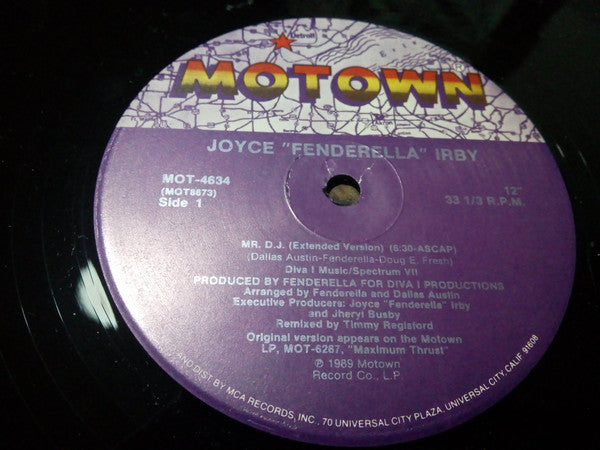 Detroit
MOTOWN
JOYCE "FENDERELLA" IRBY
MOT-4634
(MOT8673)
Side 1
12"
33 1/3 R.P.M.
MR. D.J. (Extended Version) (6:30-ASCAP)
(Dallas Austin-Fenderella-Doug E. Fresh)
Diva I Music/Spectrum VII
PRODUCED BY FENDERELLA FOR DIVA I PRODUCTIONS
Arranged by Fenderella and Dallas Austin
Executive Producers: Joyce "Fenderella" Irby
and Jheryl Busby
Remixed by Timmy Regisford
Original version appears on the Motown
LP, MOT-6267, "Maximum Thrust"
℗ 1989 Motown
Record Co., L.P.
AND DIST BY MCA RECORDS, INC., 70 UNIVERSAL CITY PLAZA, UNIVERSAL CITY, CALIF 91608